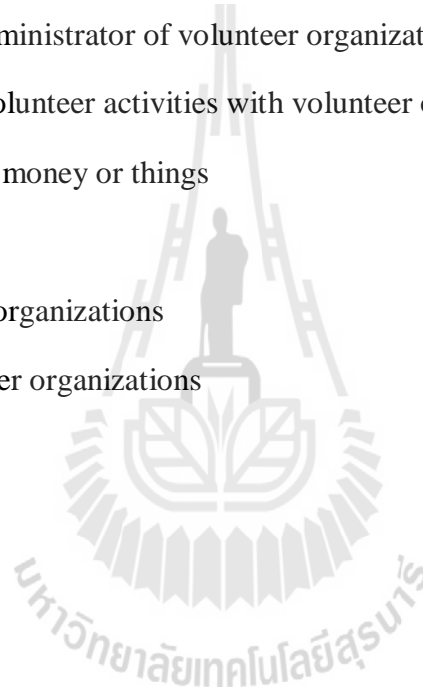 ministrator of volunteer organizat
olunteer activities with volunteer
money or things
organizations
er organizations
มหาวิทยาลัยเทคโนโลยีสุรนารี